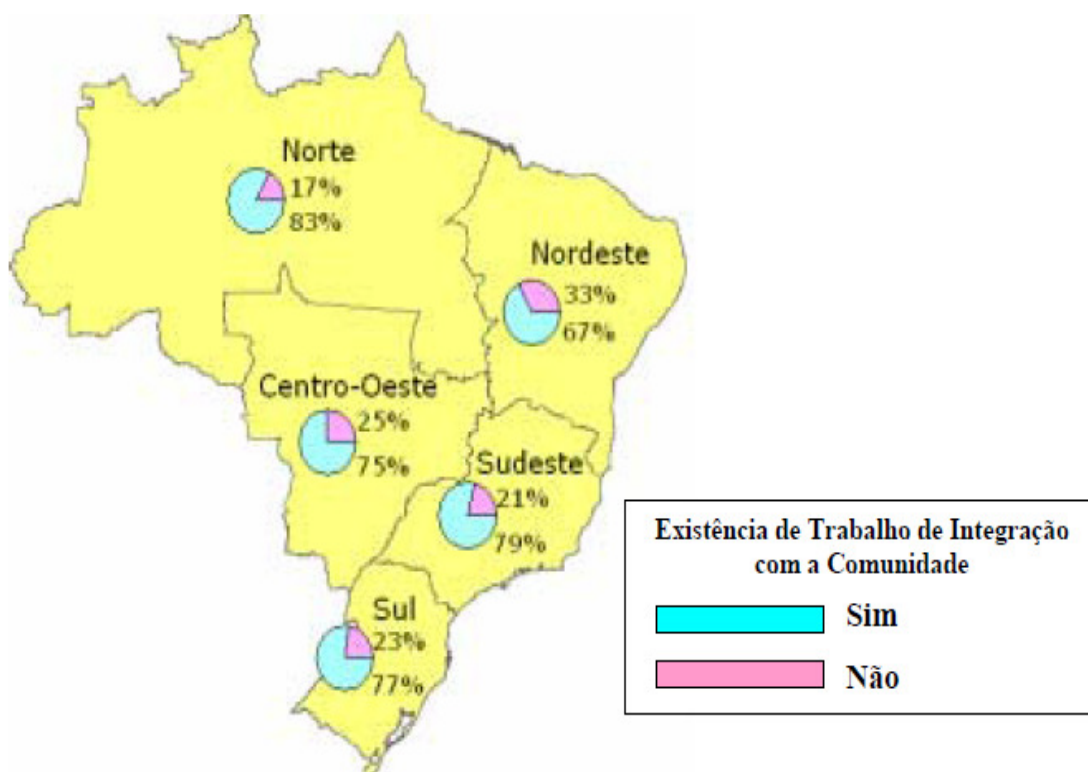 Norte
17%
83%
Nordeste
33%
67%
Centro-Oeste
25%
75%
Sudeste
21%
79%
Sul
23%
77%
Existência de Trabalho de Integração
com a Comunidade
Sim
Não